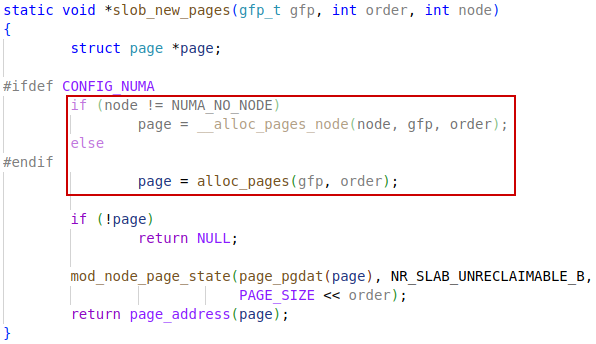 static void *slob_new_pages(gfp_t gfp, int order, int node)
{
        struct page *page;

#ifdef CONFIG_NUMA
        if (node != NUMA_NO_NODE)
                page = __alloc_pages_node(node, gfp, order);
        else
#endif
                page = alloc_pages(gfp, order);

        if (!page)
                return NULL;

        mod_node_page_state(page_pgdat(page), NR_SLAB_UNRECLAIMABLE_B,
                            PAGE_SIZE << order);
        return page_address(page);
}